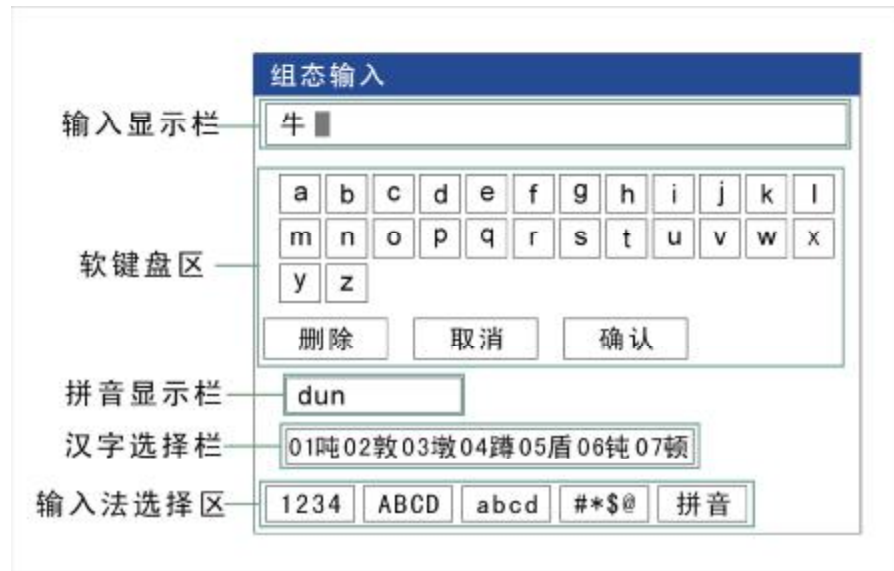 组态输入
输入显示栏 牛
a b c d e f g h i j k l
m n o p q r s t u v w x
软键盘区
y z
删除 取消 确认
拼音显示栏 dun
汉字选择栏 01吨02敦03墩04蹲05盾06钝07顿
输入法选择区 1234 ABCD abcd #*$@ 拼音